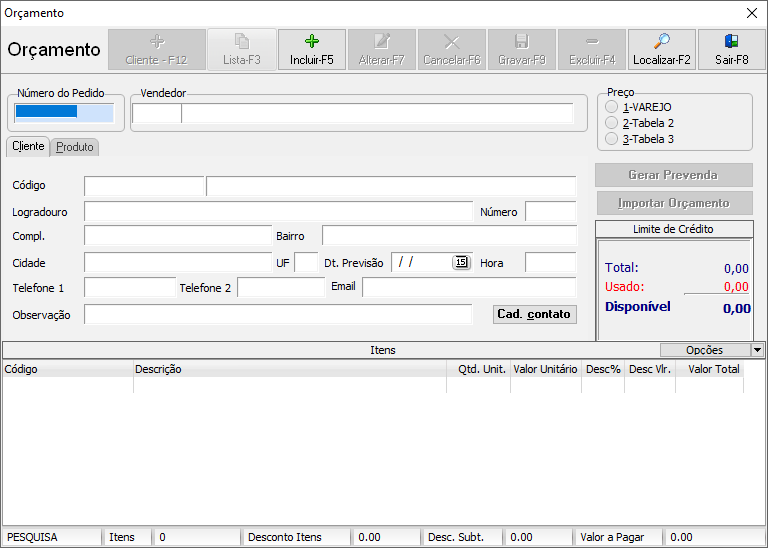 Orçamento
Orçamento
Cliente - F12
Lista-F3
Incluir-F5
Alterar-F7
Cancelar-F6
Gravar-F9
Excluir-F4
Localizar-F2
Sair-F8
Número do Pedido
Vendedor
Preço
1-VAREJO
2-Tabela 2
3-Tabela 3
Cliente
Produto
Código
Logradouro
Número
Compl.
Bairro
Cidade
UF
Dt. Previsão
/ /
15
Hora
Telefone 1
Telefone 2
Email
Observação
Cad. contato
Gerar Prevenda
Importar Orçamento
Limite de Crédito
Total: 0,00
Usado: 0,00
Disponível 0,00
Itens
Opções
Código Descrição Qtd. Unit. Valor Unitário Desc% Desc Vlr. Valor Total
PESQUISA Itens 0 Desconto Itens 0.00 Desc. Subt. 0.00 Valor a Pagar 0.00